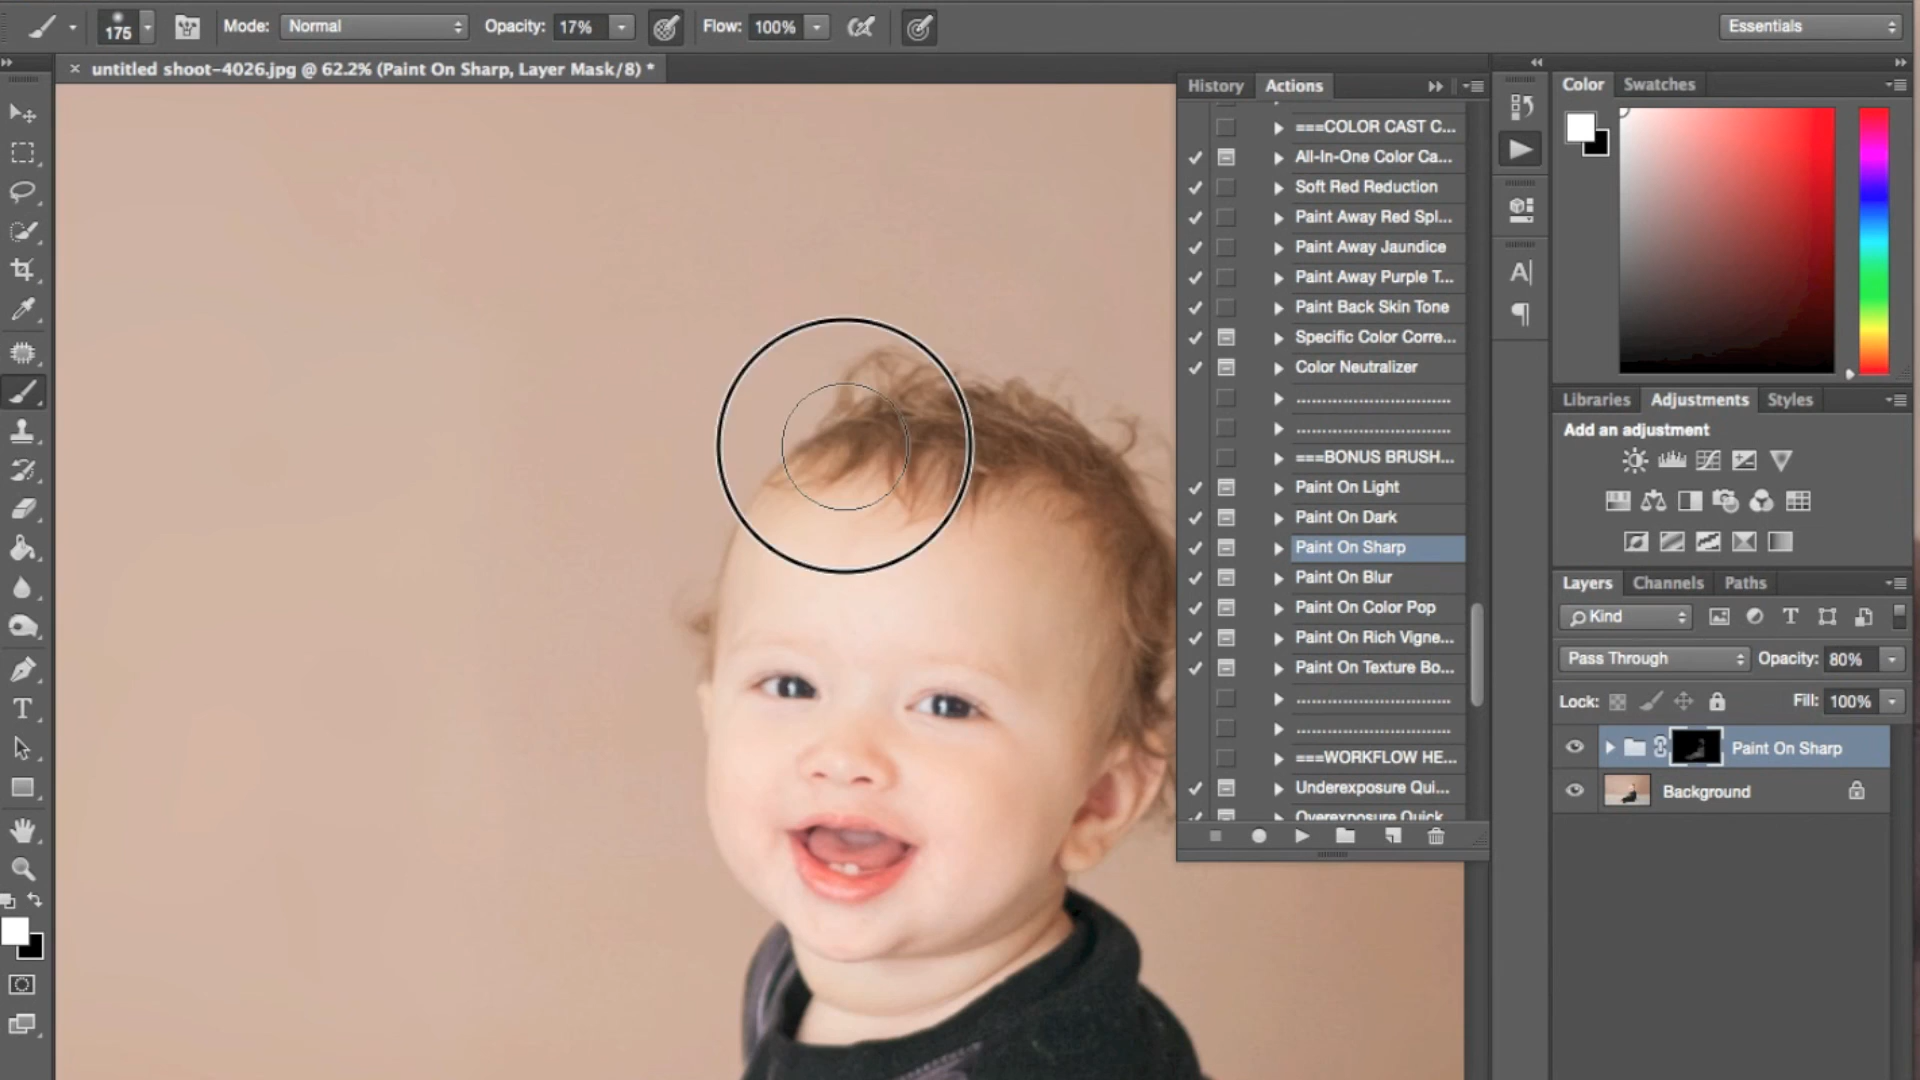 175 Mode: Normal Opacity: 17% Flow: 100% Essentials
× untitled shoot-4026.jpg @ 62.2% (Paint On Sharp, Layer Mask/8) *
History Actions
===COLOR CAST C...
All-In-One Color Ca...
Soft Red Reduction
Paint Away Red Spl...
Paint Away Jaundice
Paint Away Purple T...
Paint Back Skin Tone
Specific Color Corre...
Color Neutralizer
...............................
...............................
===BONUS BRUSH...
Paint On Light
Paint On Dark
Paint On Sharp
Paint On Blur
Paint On Color Pop
Paint On Rich Vigne...
Paint On Texture Bo...
...............................
...............................
===WORKFLOW HE...
Underexposure Qui...
Overexposure Quick
Color Swatches
Libraries Adjustments Styles
Add an adjustment
Layers Channels Paths
Kind
Pass Through Opacity: 80%
Lock: Fill: 100%
Paint On Sharp
Background